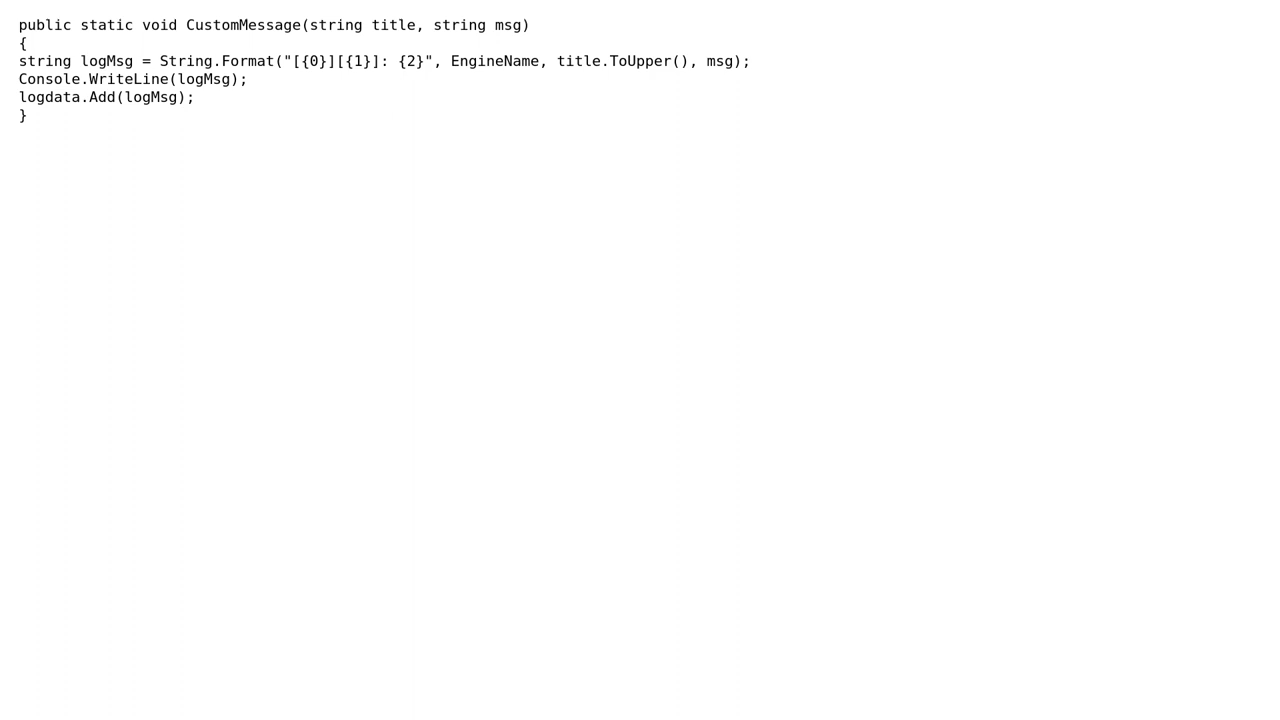 public static void CustomMessage(string title, string msg)
{
string logMsg = String.Format("[{0}][{1}]: {2}", EngineName, title.ToUpper(), msg);
Console.WriteLine(logMsg);
logdata.Add(logMsg);
}